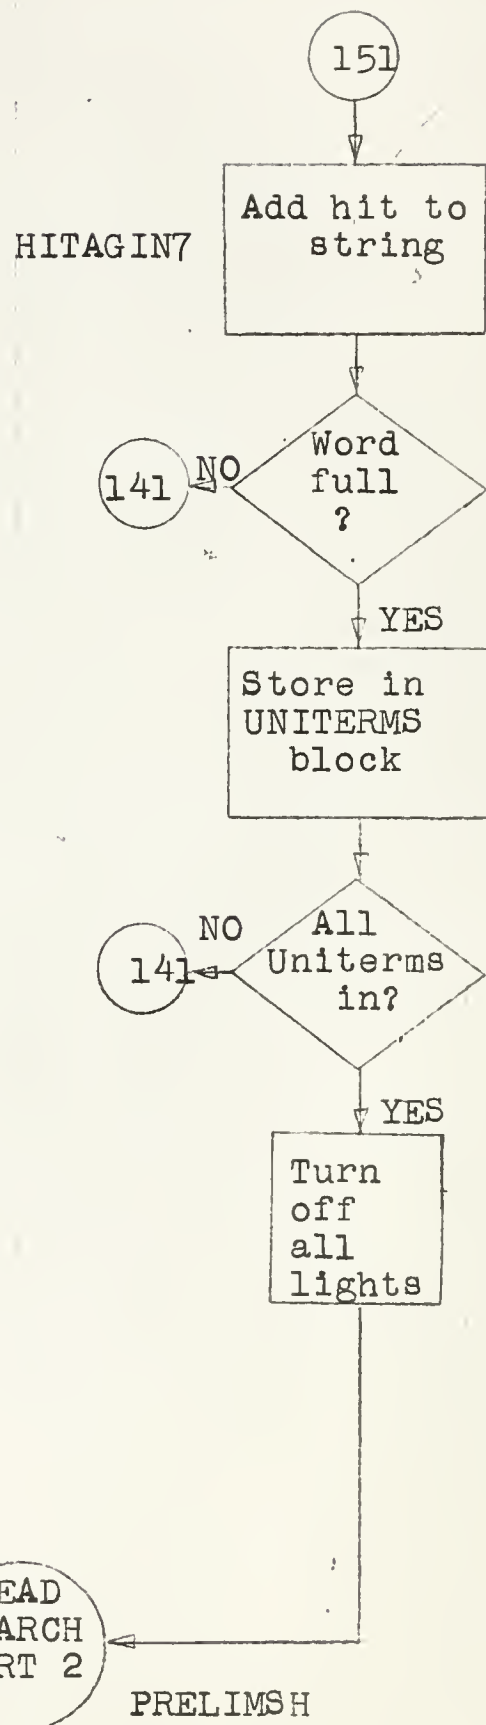 151
Add hit to
string
HITAGIN7
Word
full
?
NO
141
YES
Store in
UNITERMS
block
All
Uniterms
in?
NO
141
YES
Turn
off
all
lights
EAD
ARCH
RT 2
PRELIMSH